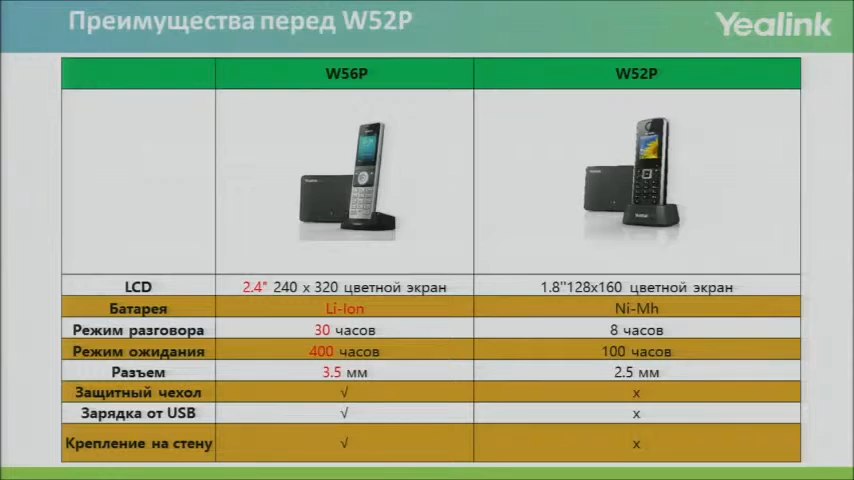 Преимущества перед W52P
Yealink
W56P W52P
LCD 2.4" 240 x 320 цветной экран 1.8"128x160 цветной экран
Батарея Li-Ion Ni-Mh
Режим разговора 30 часов 8 часов
Режим ожидания 400 часов 100 часов
Разъем 3.5 мм 2.5 мм
Защитный чехол √ x
Зарядка от USB √ x
Крепление на стену √ x